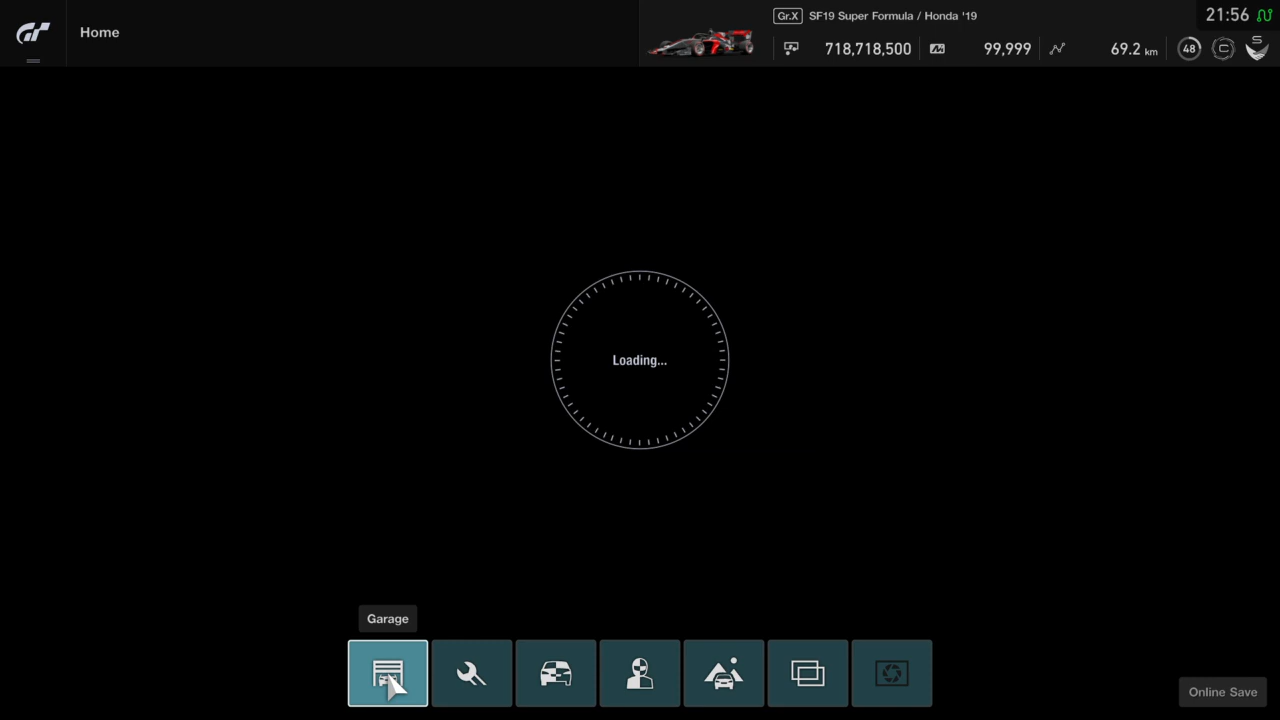 Home
Gr.X SF19 Super Formula / Honda '19
718,718,500 99,999 69.2 km 48 C S
21:56
Loading...
Garage
Online Save